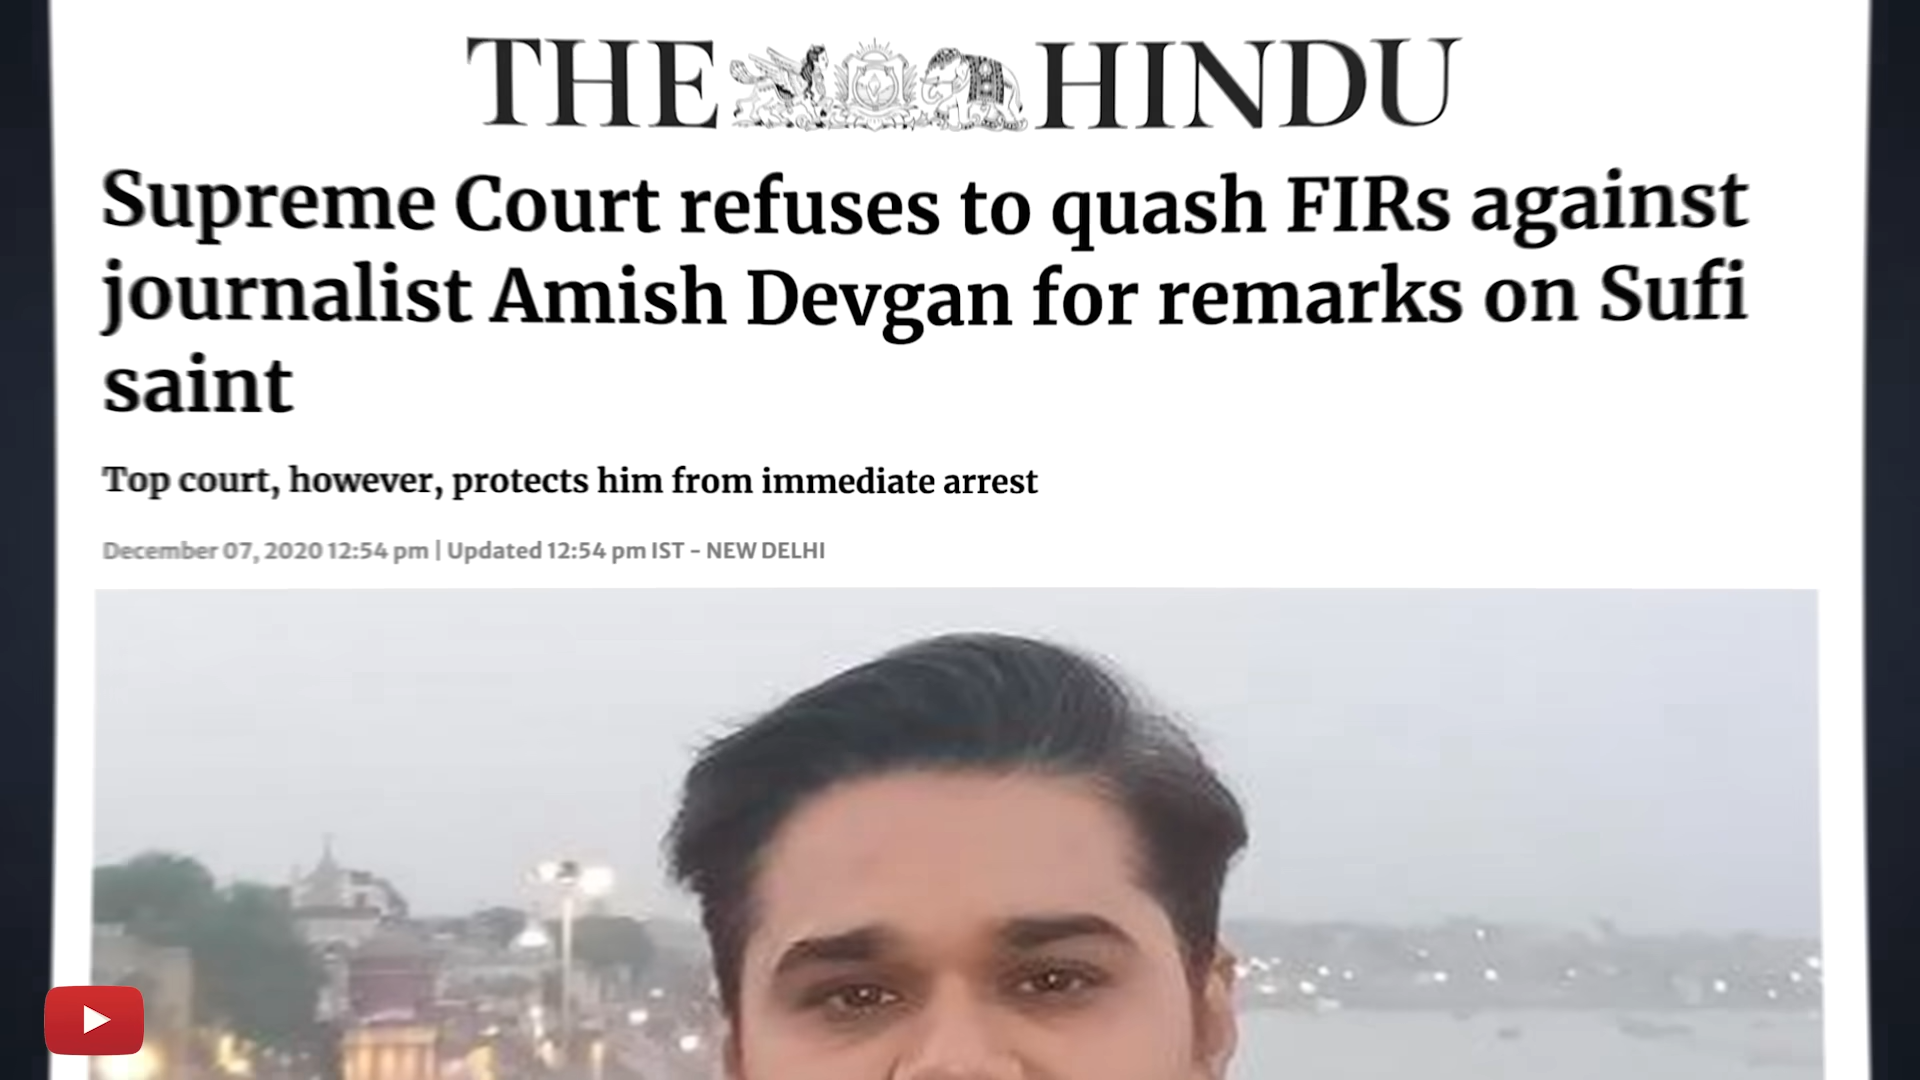 THE HINDU
Supreme Court refuses to quash FIRs against
journalist Amish Devgan for remarks on Sufi
saint
Top court, however, protects him from immediate arrest
December 07, 2020 12:54 pm | Updated 12:54 pm IST - NEW DELHI